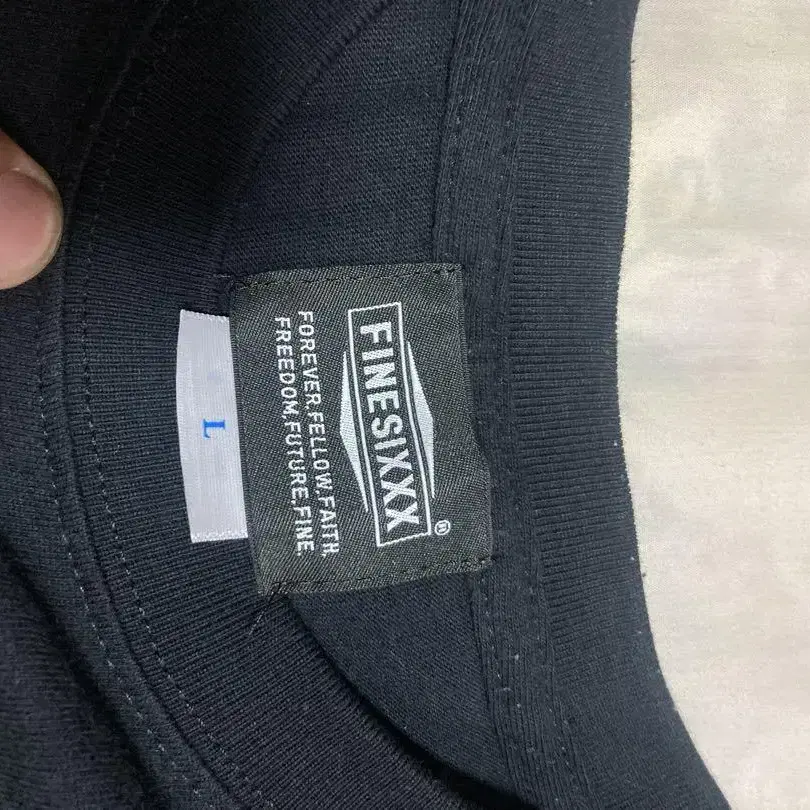 FINESIXXX
®
FOREVER,FELLOW,FAITH,
FREEDOM,FUTURE,FINE,
L